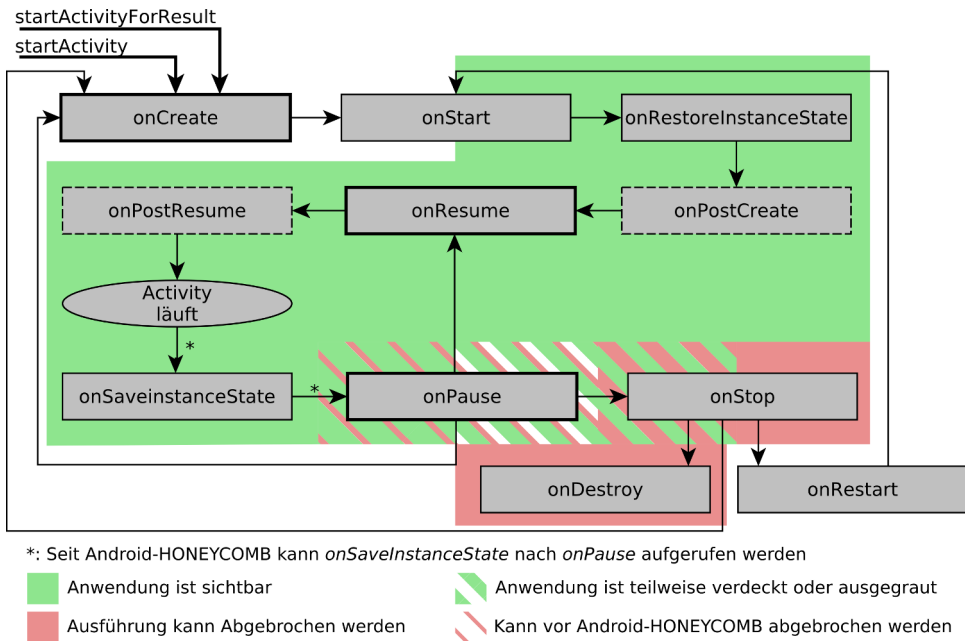 startActivityForResult
startActivity
onCreate
onStart
onRestoreInstanceState
onPostResume
onResume
onPostCreate
Activity
läuft
*
onSaveinstanceState
*
onPause
onStop
onDestroy
onRestart
*: Seit Android-HONEYCOMB kann onSaveInstanceState nach onPause aufgerufen werden
Anwendung ist sichtbar
Anwendung ist teilweise verdeckt oder ausgegraut
Ausführung kann Abgebrochen werden
Kann vor Android-HONEYCOMB abgebrochen werden